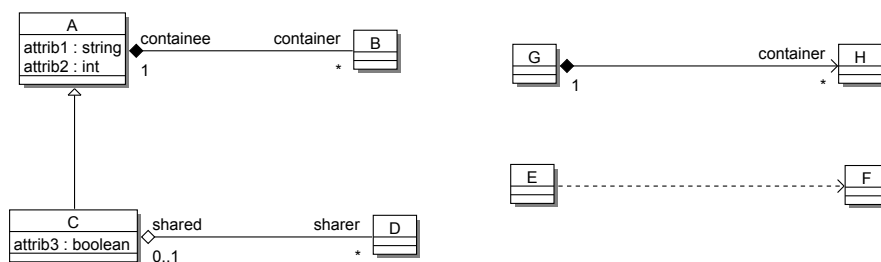 A
attrib1 : string
attrib2 : int
containee
container
1
*
B
G
container
1
*
H
E
F
C
attrib3 : boolean
shared
sharer
0..1
*
D